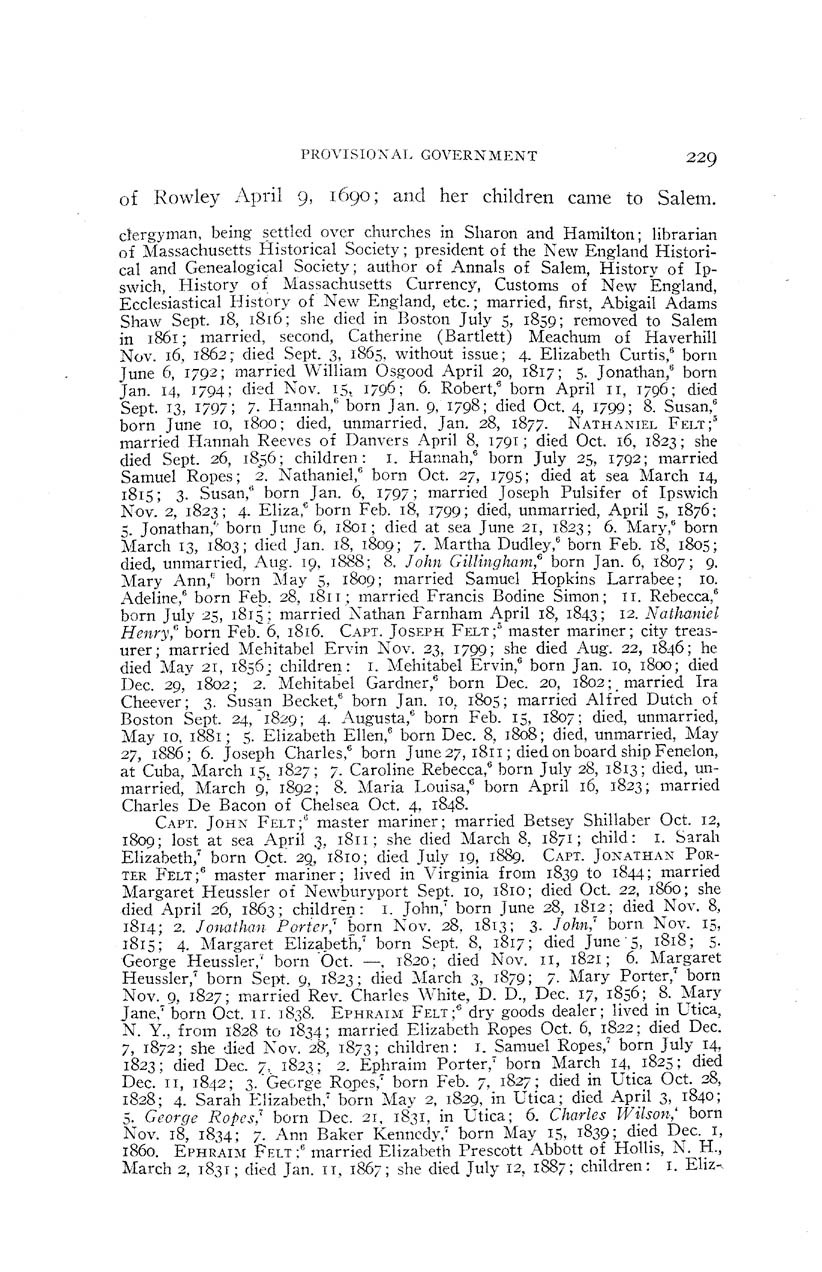 PROVISIONAL GOVERNMENT 229
of Rowley April 9, 1690; and her children came to Salem.
clergyman, being settled over churches in Sharon and Hamilton; librarian
of Massachusetts Historical Society; president of the New England Histori-
cal and Genealogical Society; author of Annals of Salem, History of Ip-
swich, History of Massachusetts Currency, Customs of New England,
Ecclesiastical History of New England, etc.; married, first, Abigail Adams
Shaw Sept. 18, 1816; she died in Boston July 5, 1859; removed to Salem
in 1861; married, second, Catherine (Bartlett) Meachum of Haverhill
Nov. 16, 1862; died Sept. 3, 1865, without issue; 4. Elizabeth Curtis,⁶ born
June 6, 1792; married William Osgood April 20, 1817; 5. Jonathan,⁶ born
Jan. 14, 1794; died Nov. 15, 1796; 6. Robert,⁶ born April 11, 1796; died
Sept. 13, 1797; 7. Hannah,⁶ born Jan. 9, 1798; died Oct. 4, 1799; 8. Susan,⁶
born June 10, 1800; died, unmarried, Jan. 28, 1877. NATHANIEL FELT;⁵
married Hannah Reeves of Danvers April 8, 1791; died Oct. 16, 1823; she
died Sept. 26, 1856; children: 1. Hannah,⁶ born July 25, 1792; married
Samuel Ropes; 2. Nathaniel,⁶ born Oct. 27, 1795; died at sea March 14,
1815; 3. Susan,⁶ born Jan. 6, 1797; married Joseph Pulsifer of Ipswich
Nov. 2, 1823; 4. Eliza,⁶ born Feb. 18, 1799; died, unmarried, April 5, 1876;
5. Jonathan,⁶ born June 6, 1801; died at sea June 21, 1823; 6. Mary,⁶ born
March 13, 1803; died Jan. 18, 1809; 7. Martha Dudley,⁶ born Feb. 18, 1805;
died, unmarried, Aug. 19, 1888; 8. John Gillingham,⁶ born Jan. 6, 1807; 9.
Mary Ann,⁶ born May 5, 1809; married Samuel Hopkins Larrabee; 10.
Adeline,⁶ born Feb. 28, 1811; married Francis Bodine Simon; 11. Rebecca,⁶
born July 25, 1815; married Nathan Farnham April 18, 1843; 12. Nathaniel
Henry,⁶ born Feb. 6, 1816. CAPT. JOSEPH FELT;⁵ master mariner; city treas-
urer; married Mehitabel Ervin Nov. 23, 1799; she died Aug. 22, 1846; he
died May 21, 1856; children: 1. Mehitabel Ervin,⁶ born Jan. 10, 1800; died
Dec. 29, 1802; 2. Mehitabel Gardner,⁶ born Dec. 20, 1802; married Ira
Cheever; 3. Susan Becket,⁶ born Jan. 10, 1805; married Alfred Dutch of
Boston Sept. 24, 1829; 4. Augusta,⁶ born Feb. 15, 1807; died, unmarried,
May 10, 1881; 5. Elizabeth Ellen,⁶ born Dec. 8, 1808; died, unmarried, May
27, 1886; 6. Joseph Charles,⁶ born June 27, 1811; died on board ship Fenelon,
at Cuba, March 15, 1827; 7. Caroline Rebecca,⁶ born July 28, 1813; died, un-
married, March 9, 1892; 8. Maria Louisa,⁶ born April 16, 1823; married
Charles De Bacon of Chelsea Oct. 4, 1848.
CAPT. JOHN FELT;⁶ master mariner; married Betsey Shillaber Oct. 12,
1809; lost at sea April 3, 1811; she died March 8, 1871; child: 1. Sarah
Elizabeth,⁷ born Oct. 29, 1810; died July 19, 1889. CAPT. JONATHAN POR-
TER FELT;⁶ master mariner; lived in Virginia from 1839 to 1844; married
Margaret Heussler of Newburyport Sept. 10, 1810; died Oct. 22, 1860; she
died April 26, 1863; children: 1. John,⁷ born June 28, 1812; died Nov. 8,
1814; 2. Jonathan Porter,⁷ born Nov. 28, 1813; 3. John,⁷ born Nov. 15,
1815; 4. Margaret Elizabeth,⁷ born Sept. 8, 1817; died June 5, 1818; 5.
George Heussler,⁷ born Oct. —, 1820; died Nov. 11, 1821; 6. Margaret
Heussler,⁷ born Sept. 9, 1823; died March 3, 1879; 7. Mary Porter,⁷ born
Nov. 9, 1827; married Rev. Charles White, D. D., Dec. 17, 1856; 8. Mary
Jane,⁷ born Oct. 11. 1838. EPHRAIM FELT;⁶ dry goods dealer; lived in Utica,
N. Y., from 1828 to 1834; married Elizabeth Ropes Oct. 6, 1822; died Dec.
7, 1872; she died Nov. 28, 1873; children: 1. Samuel Ropes,⁷ born July 14,
1823; died Dec. 7, 1823; 2. Ephraim Porter,⁷ born March 14, 1825; died
Dec. 11, 1842; 3. George Ropes,⁷ born Feb. 7, 1827; died in Utica Oct. 28,
1828; 4. Sarah Elizabeth,⁷ born May 2, 1829, in Utica; died April 3, 1840;
5. George Ropes,⁷ born Dec. 21, 1831, in Utica; 6. Charles Wilson,⁷ born
Nov. 18, 1834; 7. Ann Baker Kennedy,⁷ born May 15, 1839; died Dec. 1,
1860. EPHRAIM FELT;⁶ married Elizabeth Prescott Abbott of Hollis, N. H.,
March 2, 1831; died Jan. 11, 1867; she died July 12, 1887; children: 1. Eliz-